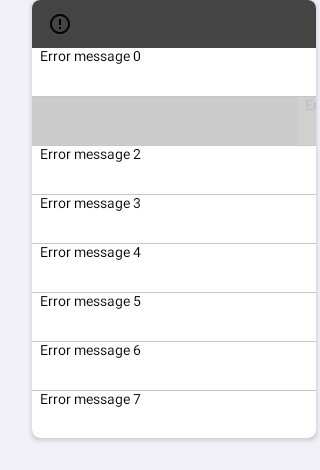 Error message 0
Er
Error message 2
Error message 3
Error message 4
Error message 5
Error message 6
Error message 7